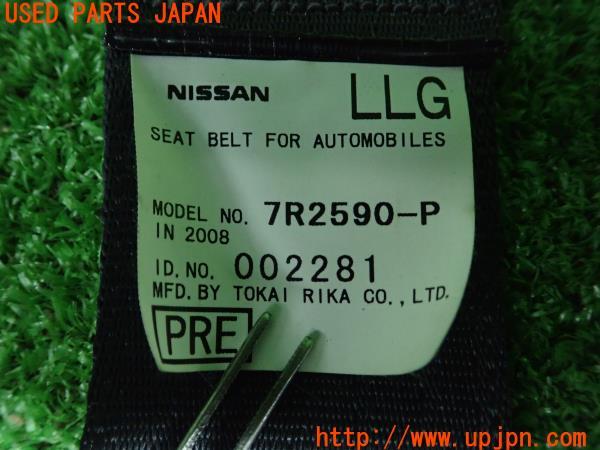 USED PARTS JAPAN
NISSAN LLG
SEAT BELT FOR AUTOMOBILES
MODEL NO. 7R2590-P
IN 2008
ID.NO. 002281
MFD. BY TOKAI RIKA CO., LTD.
PRE
http://www.upjpn.com